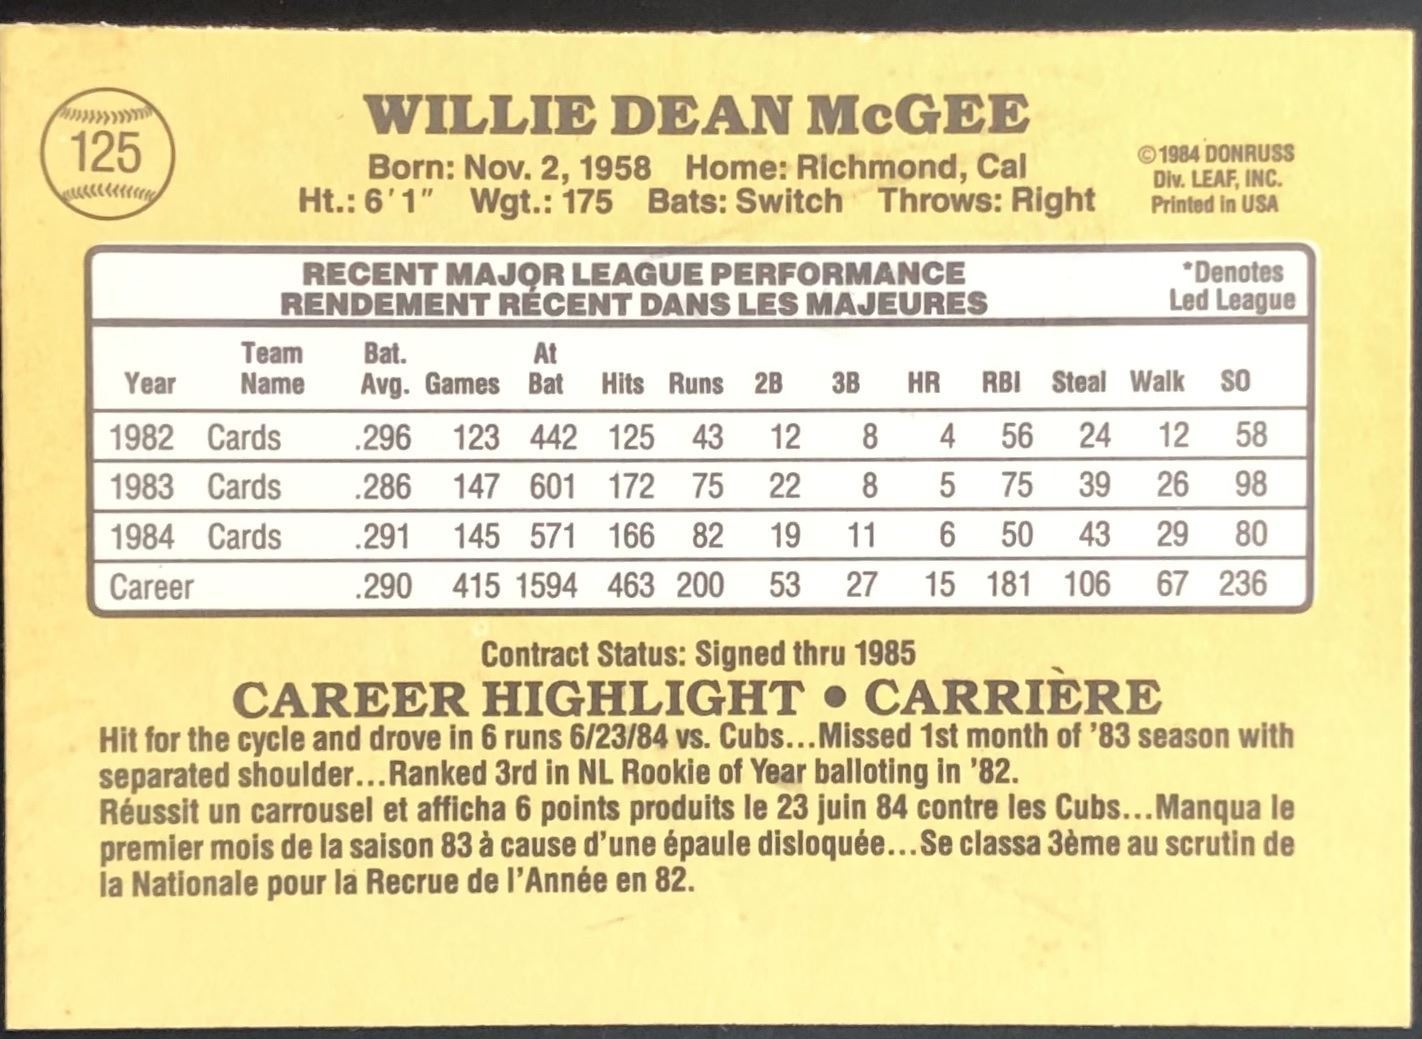 125
WILLIE DEAN McGEE
Born: Nov. 2, 1958 Home: Richmond, Cal
Ht.: 6'1" Wgt.: 175 Bats: Switch Throws: Right
©1984 DONRUSS
Div. LEAF, INC.
Printed in USA
RECENT MAJOR LEAGUE PERFORMANCE
RENDEMENT RÉCENT DANS LES MAJEURES
*Denotes
Led League
Year Team Name Bat. Avg. Games At Bat Hits Runs 2B 3B HR RBI Steal Walk SO
1982 Cards .296 123 442 125 43 12 8 4 56 24 12 58
1983 Cards .286 147 601 172 75 22 8 5 75 39 26 98
1984 Cards .291 145 571 166 82 19 11 6 50 43 29 80
Career .290 415 1594 463 200 53 27 15 181 106 67 236
Contract Status: Signed thru 1985
CAREER HIGHLIGHT • CARRIÈRE
Hit for the cycle and drove in 6 runs 6/23/84 vs. Cubs...Missed 1st month of '83 season with
separated shoulder...Ranked 3rd in NL Rookie of Year balloting in '82.
Réussit un carrousel et afficha 6 points produits le 23 juin 84 contre les Cubs...Manqua le
premier mois de la saison 83 à cause d'une épaule disloquée...Se classa 3ème au scrutin de
la Nationale pour la Recrue de l'Année en 82.